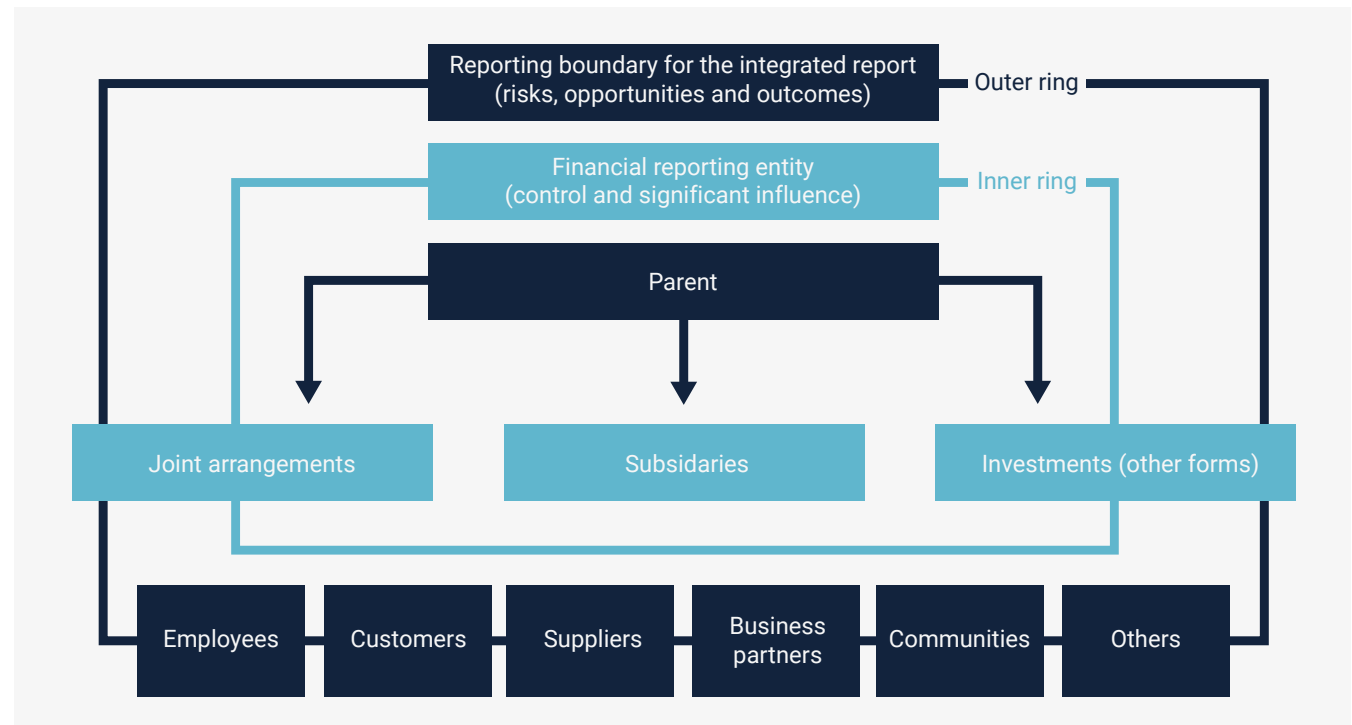 Reporting boundary for the integrated report
(risks, opportunities and outcomes)
Outer ring
Financial reporting entity
(control and significant influence)
Inner ring
Parent
Joint arrangements
Subsidaries
Investments (other forms)
Employees
Customers
Suppliers
Business
partners
Communities
Others